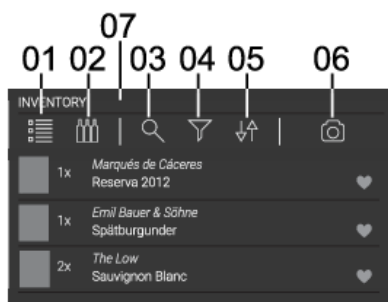 07
01 02 03 04 05 06
INVENTORY
1x Marqués de Cáceres
Reserva 2012
1x Emil Bauer & Söhne
Spätburgunder
2x The Low
Sauvignon Blanc